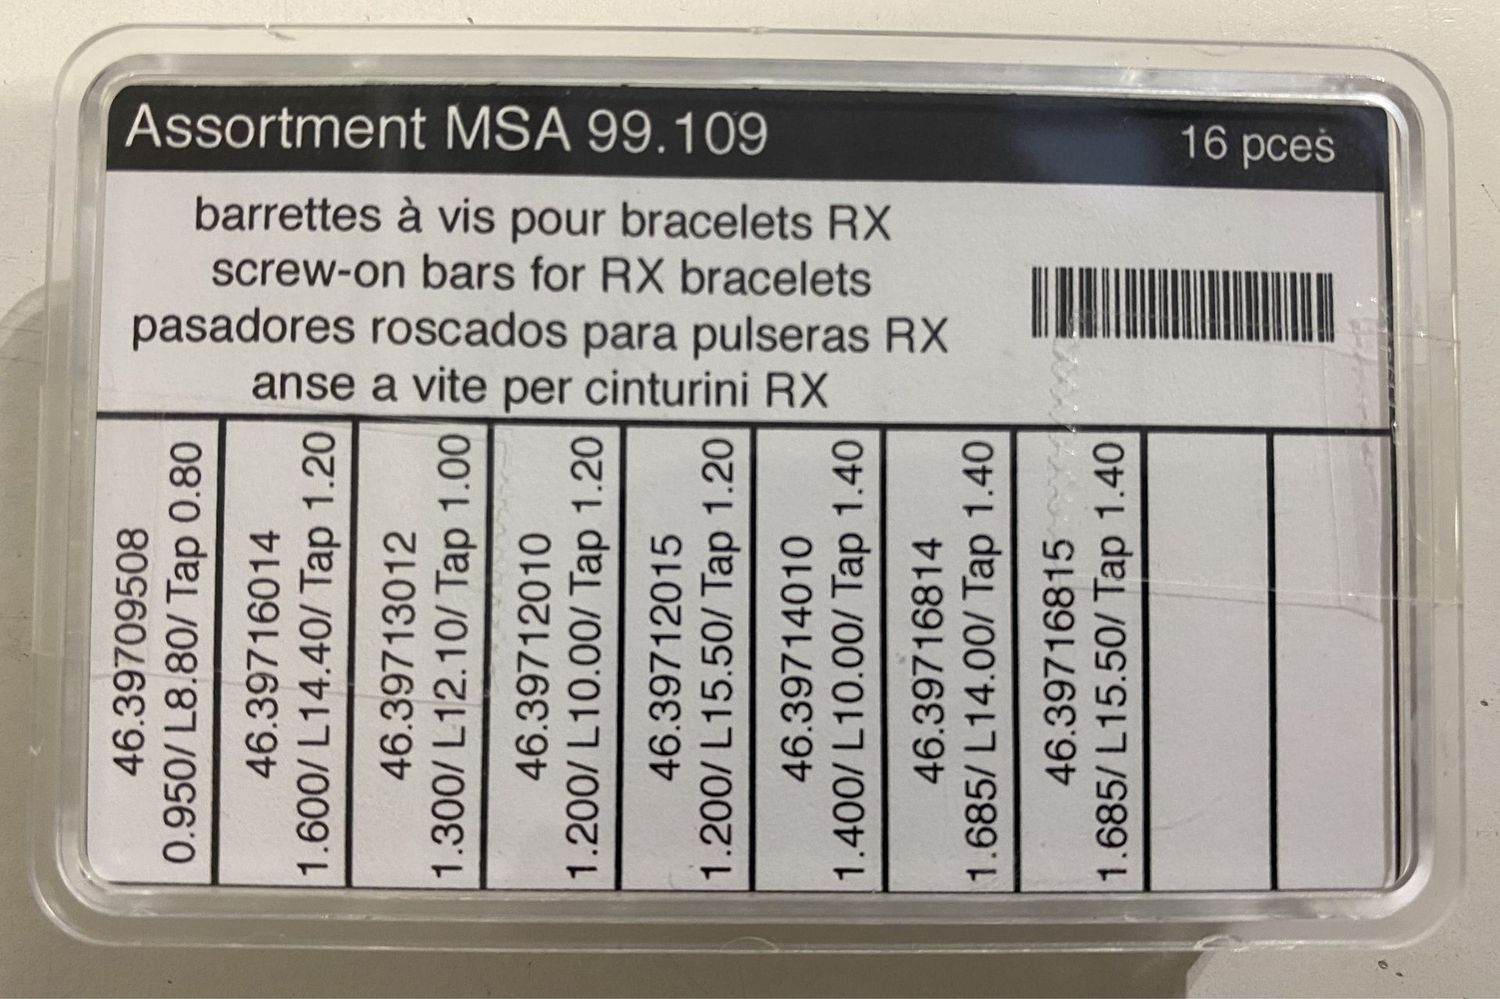 Assortment MSA 99.109
16 pces
barrettes à vis pour bracelets RX
screw-on bars for RX bracelets
pasadores roscados para pulseras RX
anse a vite per cinturini RX
46.39709508
0.950/ L8.80/ Tap 0.80
46.39716014
1.600/ L14.40/ Tap 1.20
46.39713012
1.300/ L12.10/ Tap 1.00
46.39712010
1.200/ L10.00/ Tap 1.20
46.39712015
1.200/ L15.50/ Tap 1.20
46.39714010
1.400/ L10.00/ Tap 1.40
46.39716814
1.685/ L14.00/ Tap 1.40
46.39716815
1.685/ L15.50/ Tap 1.40